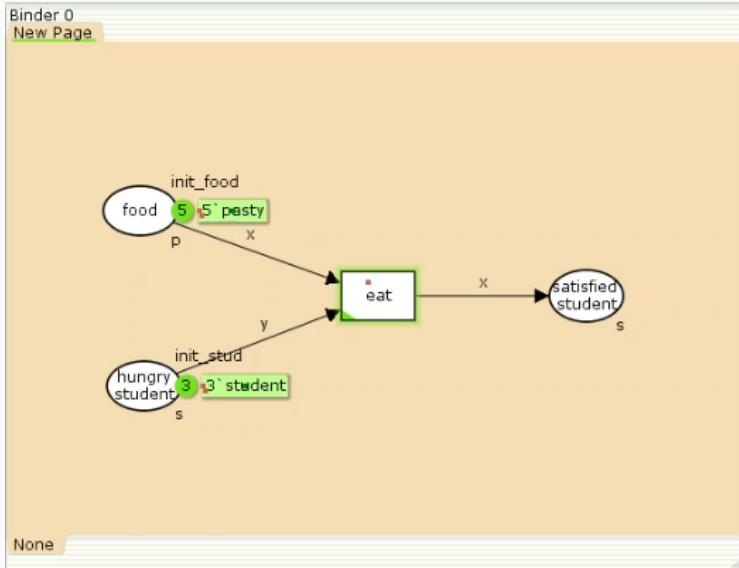 Binder 0
New Page
init_food
food
5
5`pasty
p
x
eat
x
satisfied
student
s
y
init_stud
hungry
student
3
3`student
s
None